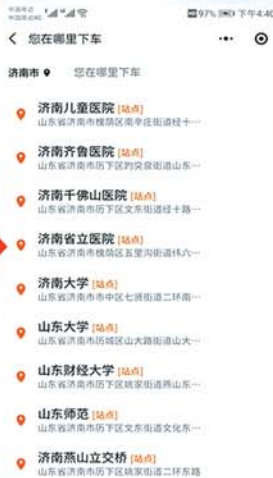 97% 下午4:40
您在哪里下车
济南市 您在哪里下车
济南儿童医院 [站点]
山东省济南市槐荫区南辛庄街道经十…
济南齐鲁医院 [站点]
山东省济南市历下区趵突泉街道山东…
济南千佛山医院 [站点]
山东省济南市历下区文东街道经十路…
济南省立医院 [站点]
山东省济南市槐荫区五里沟街道纬六…
济南大学 [站点]
山东省济南市市中区七贤街道二环南…
山东大学 [站点]
山东省济南市历城区山大路街道山大…
山东财经大学 [站点]
山东省济南市历下区姚家街道燕山东…
山东师范 [站点]
山东省济南市历下区文东街道文化东…
济南燕山立交桥 [站点]
山东省济南市历下区姚家街道二环东路